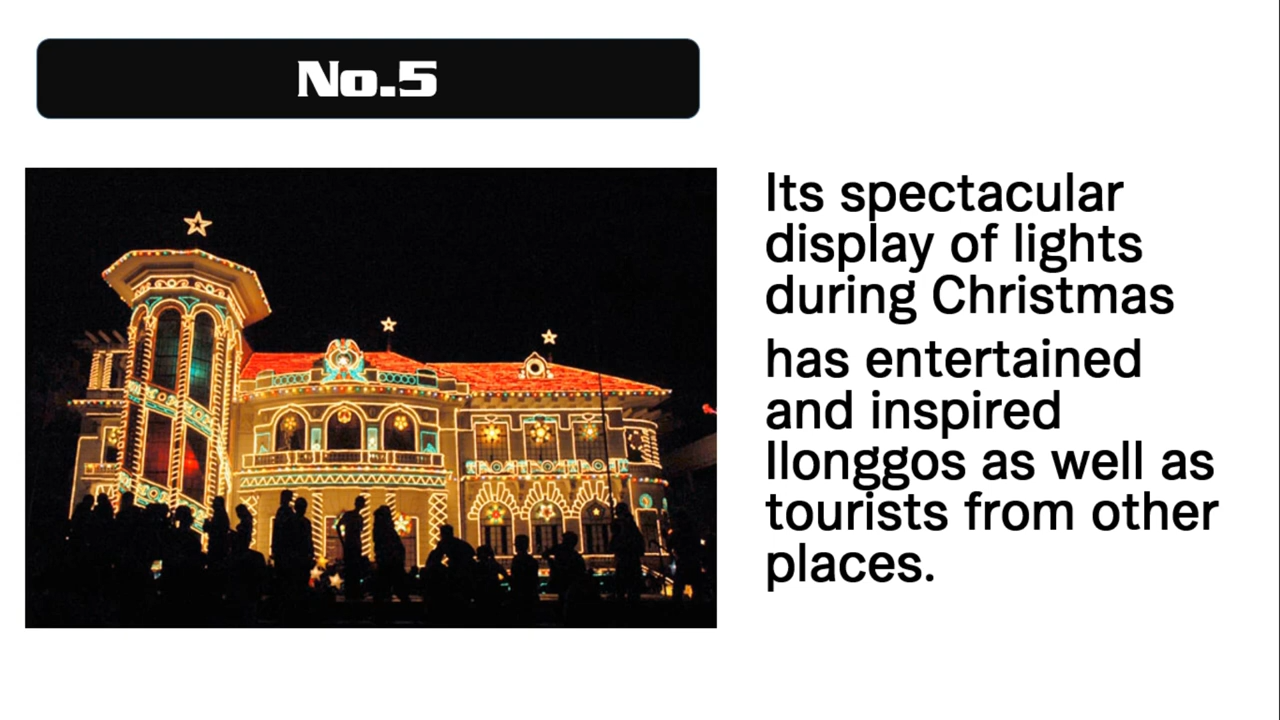 No.5
Its spectacular
display of lights
during Christmas
has entertained
and inspired
Ilonggos as well as
tourists from other
places.